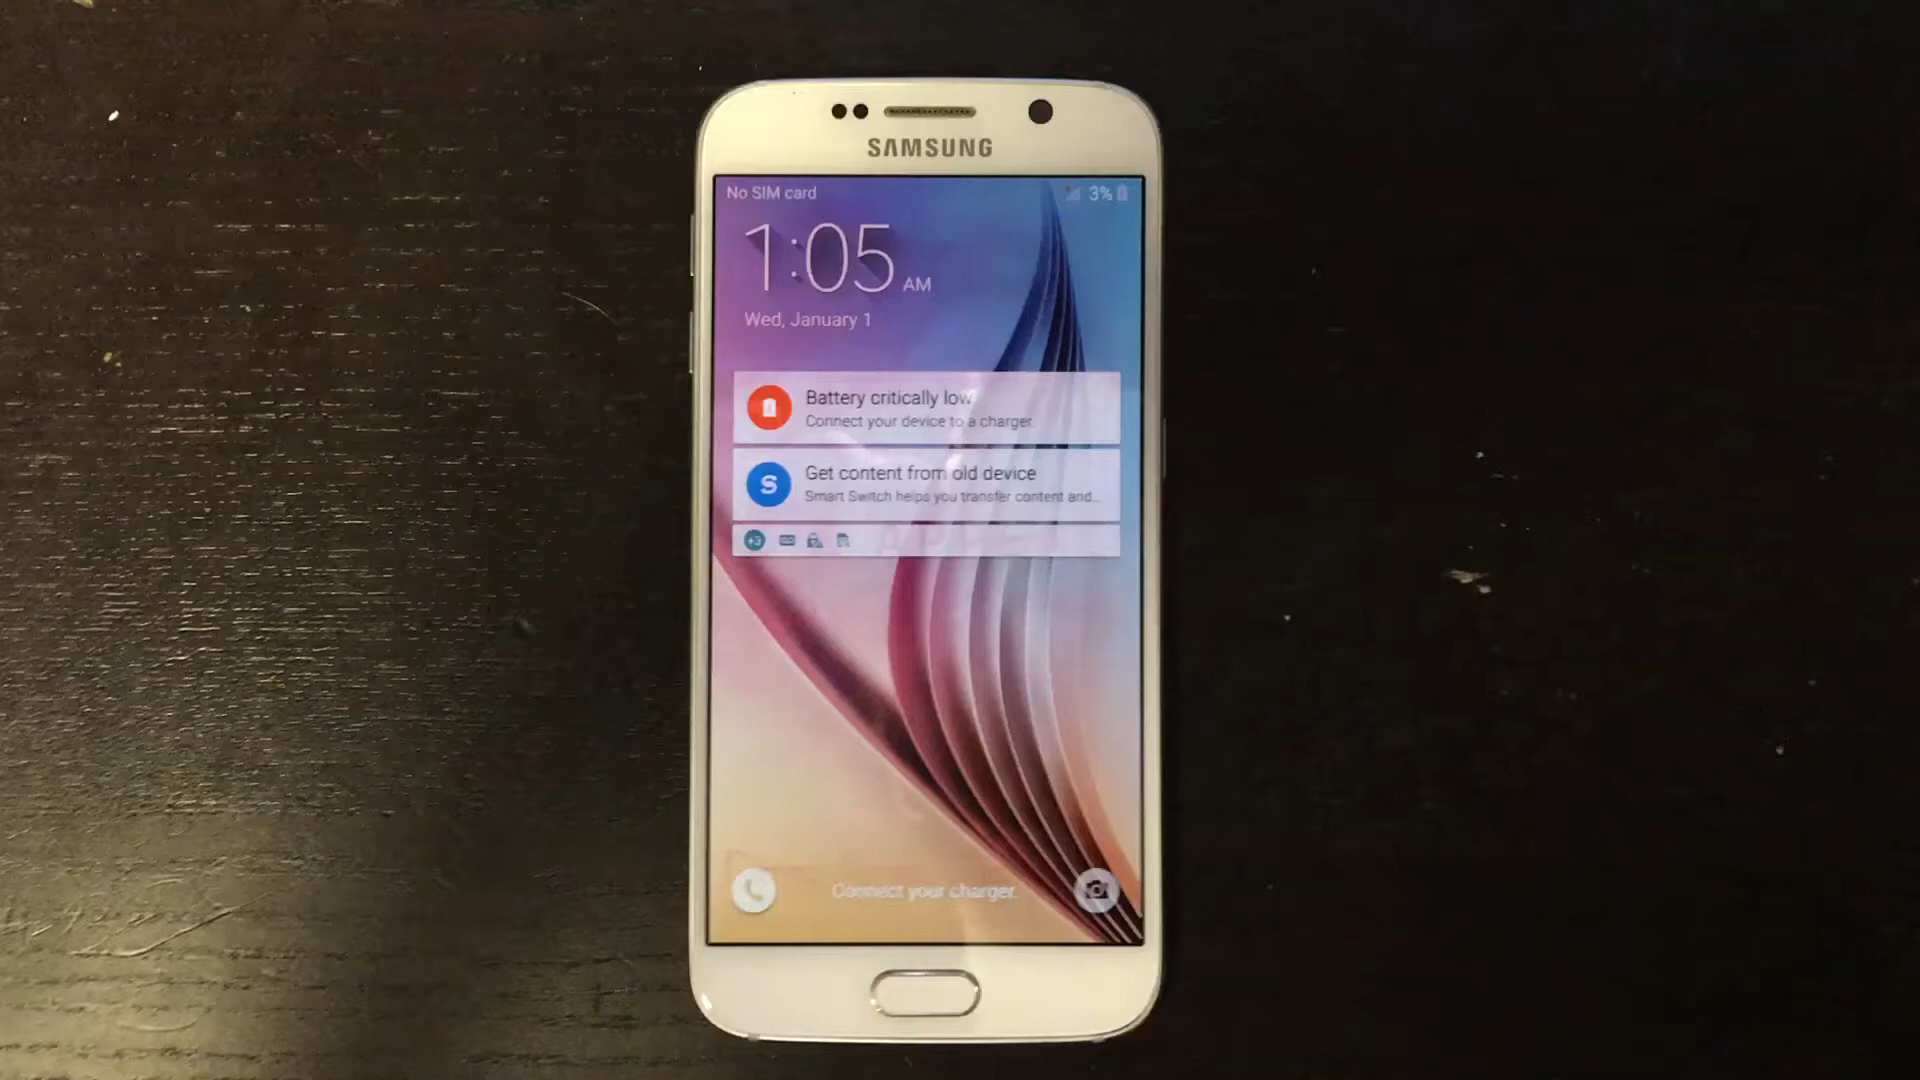 SAMSUNG
No SIM card
3%
1:05 AM
Wed, January 1
Battery critically low
Connect your device to a charger.
Get content from old device
Smart Switch helps you transfer content and...
+3
Connect your charger.